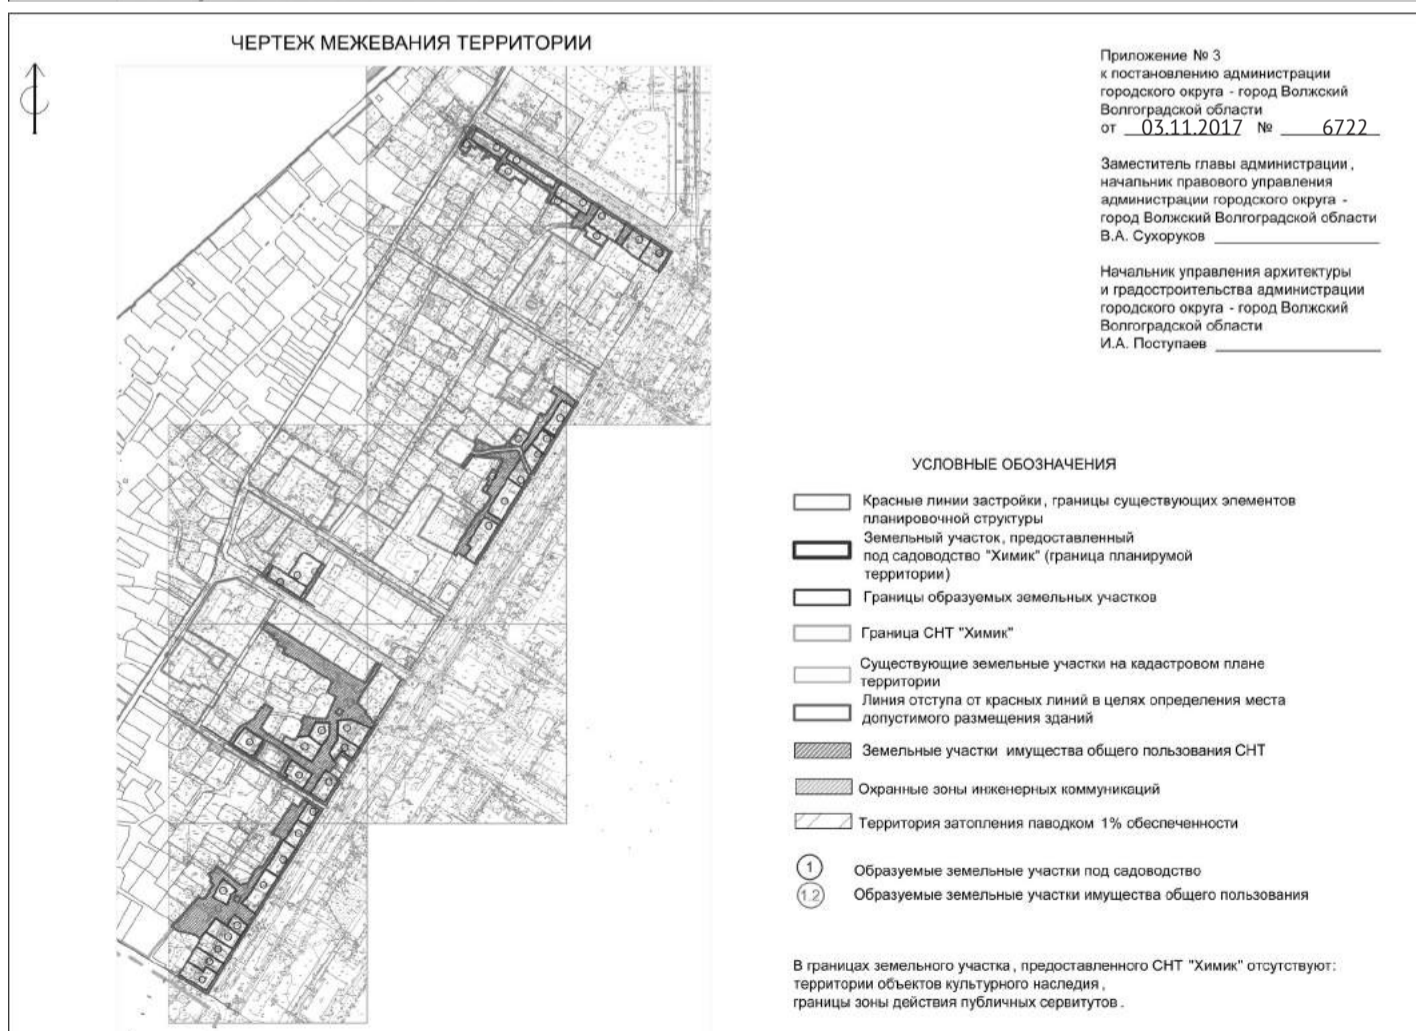 ЧЕРТЕЖ МЕЖЕВАНИЯ ТЕРРИТОРИИ
Приложение № 3
к постановлению администрации
городского округа - город Волжский
Волгоградской области
от 03.11.2017 № 6722
Заместитель главы администрации,
начальник правового управления
администрации городского округа -
город Волжский Волгоградской области
В.А. Сухоруков
Начальник управления архитектуры
и градостроительства администрации
городского округа - город Волжский
Волгоградской области
И.А. Поступаев
УСЛОВНЫЕ ОБОЗНАЧЕНИЯ
Красные линии застройки, границы существующих элементов
планировочной структуры
Земельный участок, предоставленный
под садоводство "Химик" (граница планирумой
территории)
Границы образуемых земельных участков
Граница СНТ "Химик"
Существующие земельные участки на кадастровом плане
территории
Линия отступа от красных линий в целях определения места
допустимого размещения зданий
Земельные участки имущества общего пользования СНТ
Охранные зоны инженерных коммуникаций
Территория затопления паводком 1% обеспеченности
1 Образуемые земельные участки под садоводство
1.2 Образуемые земельные участки имущества общего пользования
В границах земельного участка, предоставленного СНТ "Химик" отсутствуют:
территории объектов культурного наследия,
границы зоны действия публичных сервитутов.